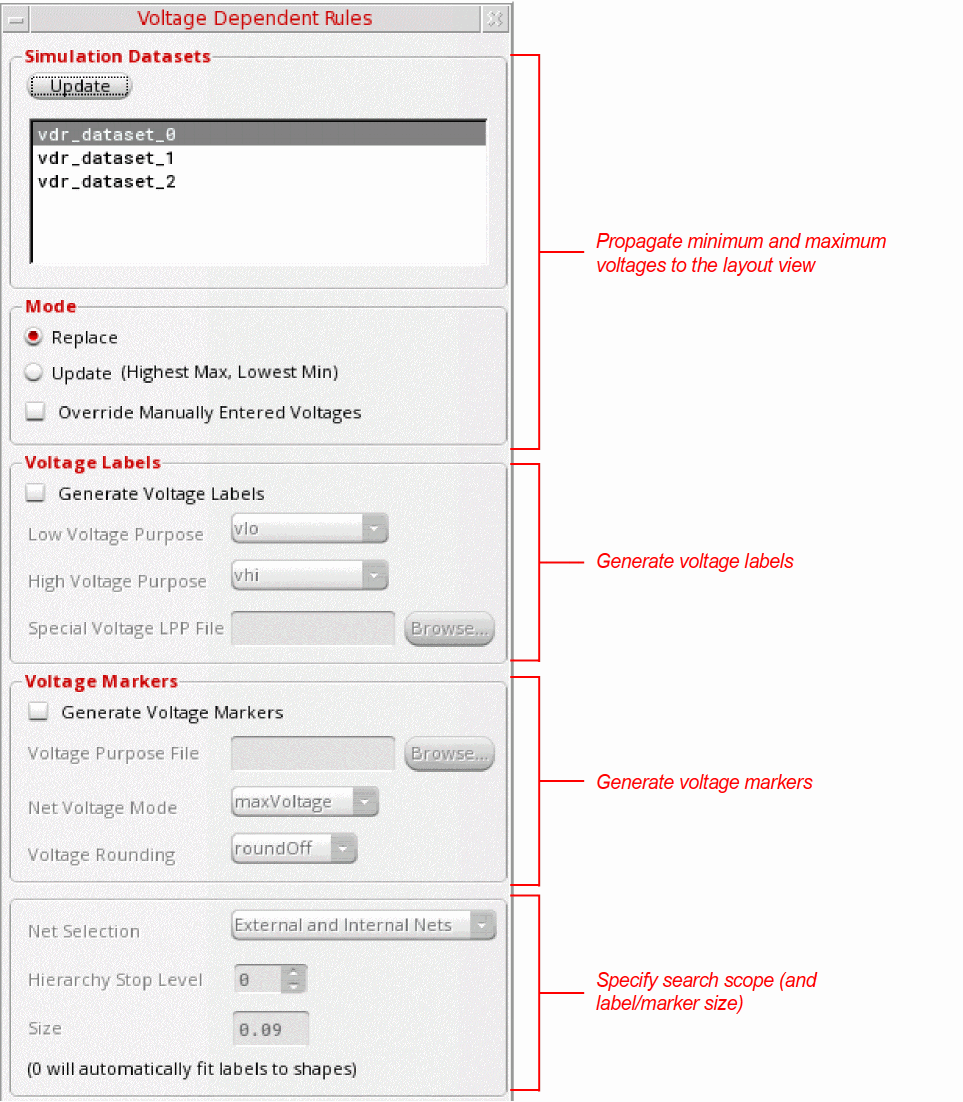 Voltage Dependent Rules
Simulation Datasets
Update
vdr_dataset_0
vdr_dataset_1
vdr_dataset_2
Propagate minimum and maximum
voltages to the layout view
Mode
Replace
Update (Highest Max, Lowest Min)
Override Manually Entered Voltages
Voltage Labels
Generate Voltage Labels
Low Voltage Purpose vlo
High Voltage Purpose vhi
Special Voltage LPP File Browse...
Generate voltage labels
Voltage Markers
Generate Voltage Markers
Voltage Purpose File Browse...
Net Voltage Mode maxVoltage
Voltage Rounding roundOff
Generate voltage markers
Net Selection External and Internal Nets
Hierarchy Stop Level 0
Size 0.09
(0 will automatically fit labels to shapes)
Specify search scope (and
label/marker size)